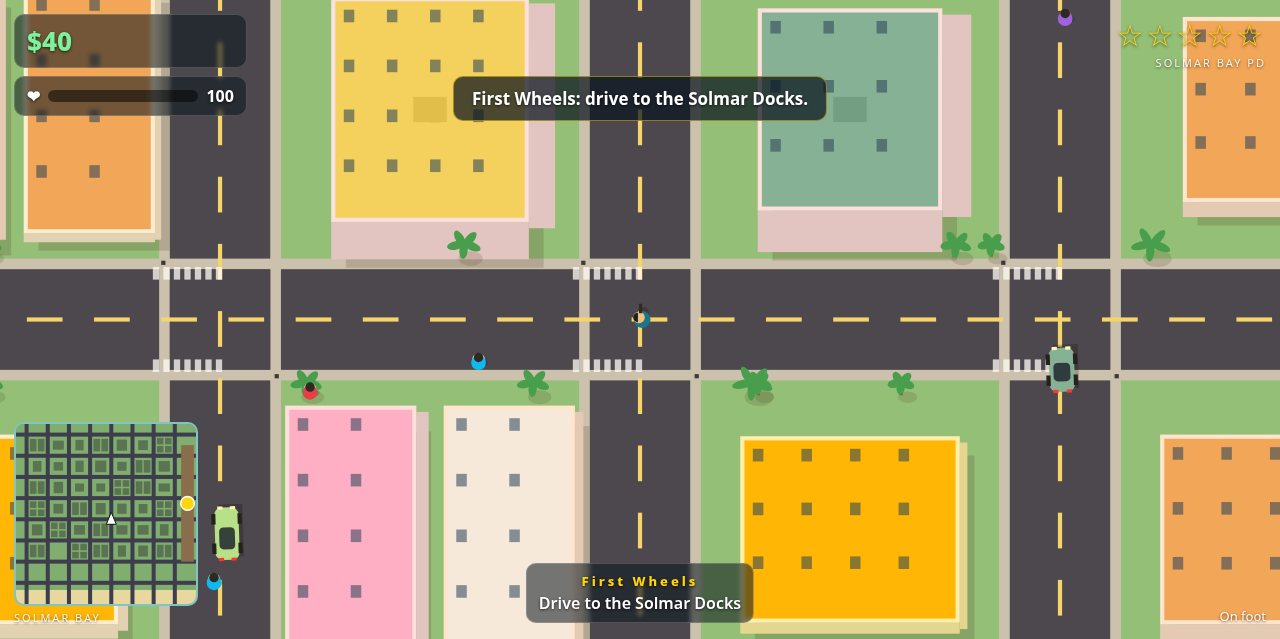 $40
❤ 100
First Wheels: drive to the Solmar Docks.
☆ ☆ ☆ ☆ ☆
SOLMAR BAY PD
First Wheels
Drive to the Solmar Docks
SOLMAR BAY
On foot